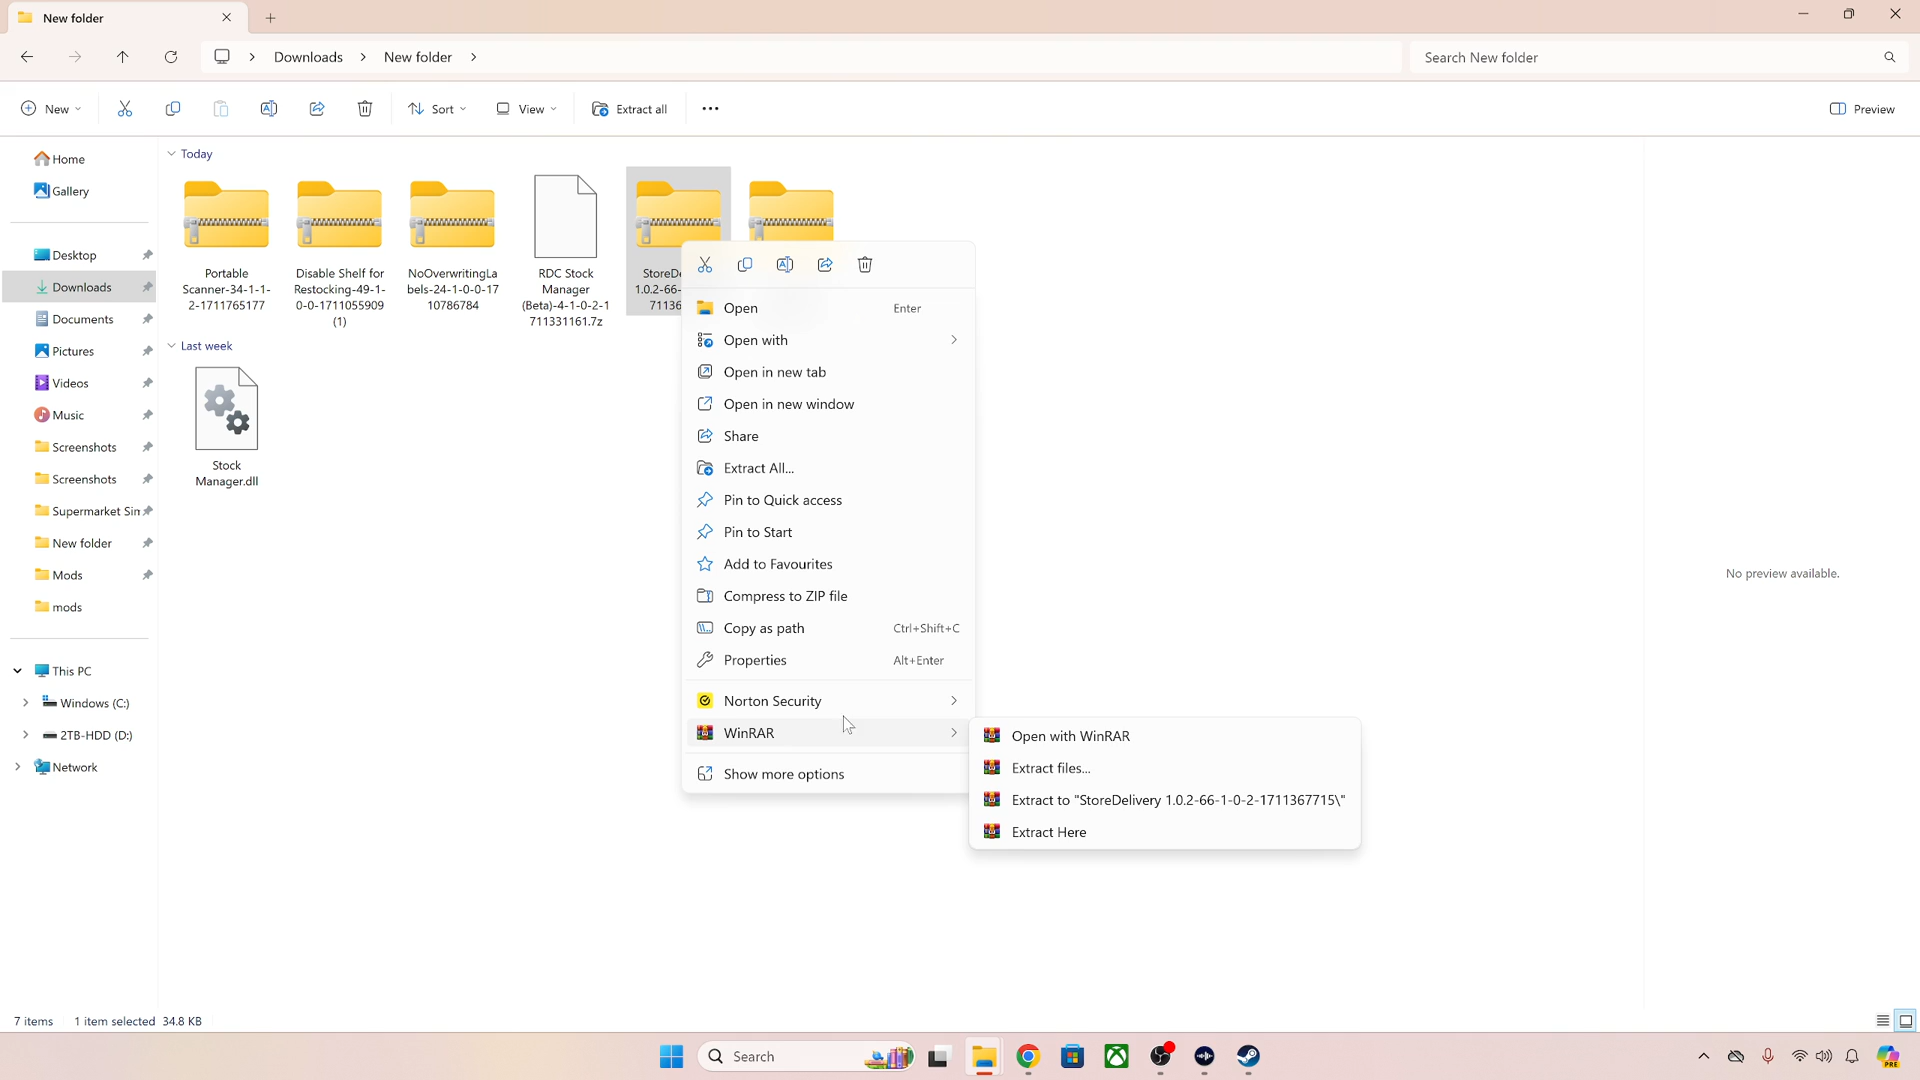 New folder
Downloads
New folder
Search New folder
New
Sort
View
Extract all
Preview
Home
Gallery
Desktop
Downloads
Documents
Pictures
Videos
Music
Screenshots
Screenshots
Supermarket Sin
New folder
Mods
mods
This PC
Windows (C:)
2TB-HDD (D:)
Network
Today
Portable
Scanner-34-1-1-
2-1711765177
Disable Shelf for
Restocking-49-1-
0-0-1711055909
(1)
NoOverwritingLa
bels-24-1-0-0-17
10786784
RDC Stock
Manager
(Beta)-4-1-0-2-1
711331161.7z
StoreDe
1.0.2-66-
71136
Last week
Stock
Manager.dll
Open Enter
Open with
Open in new tab
Open in new window
Share
Extract All...
Pin to Quick access
Pin to Start
Add to Favourites
Compress to ZIP file
Copy as path Ctrl+Shift+C
Properties Alt+Enter
Norton Security
WinRAR
Show more options
Open with WinRAR
Extract files...
Extract to "StoreDelivery 1.0.2-66-1-0-2-1711367715\"
Extract Here
No preview available.
7 items 1 item selected 34.8 KB
Search
PRE